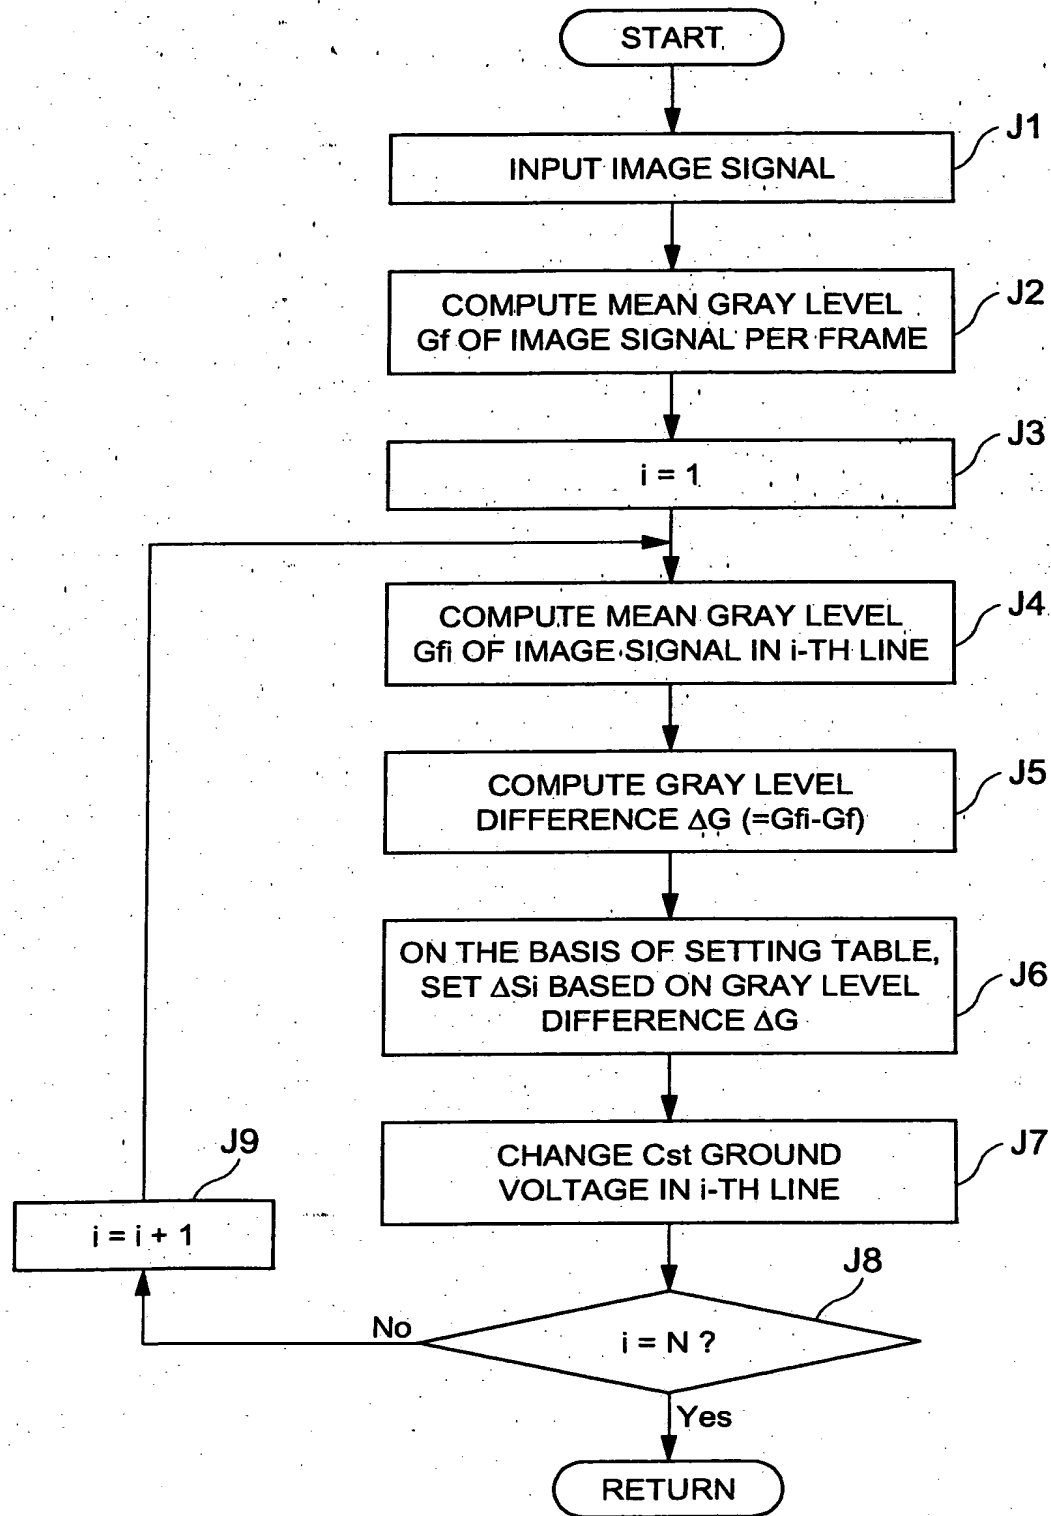 START
J1
INPUT IMAGE SIGNAL
J2
COMPUTE MEAN GRAY LEVEL
Gf OF IMAGE SIGNAL PER FRAME
J3
i = 1
J4
COMPUTE MEAN GRAY LEVEL
Gfi OF IMAGE SIGNAL IN i-TH LINE
J5
COMPUTE GRAY LEVEL
DIFFERENCE ΔG (=Gfi-Gf)
J6
ON THE BASIS OF SETTING TABLE,
SET ΔSi BASED ON GRAY LEVEL
DIFFERENCE ΔG
J7
CHANGE Cst GROUND
VOLTAGE IN i-TH LINE
J9
i = i + 1
J8
i = N ?
No
Yes
RETURN